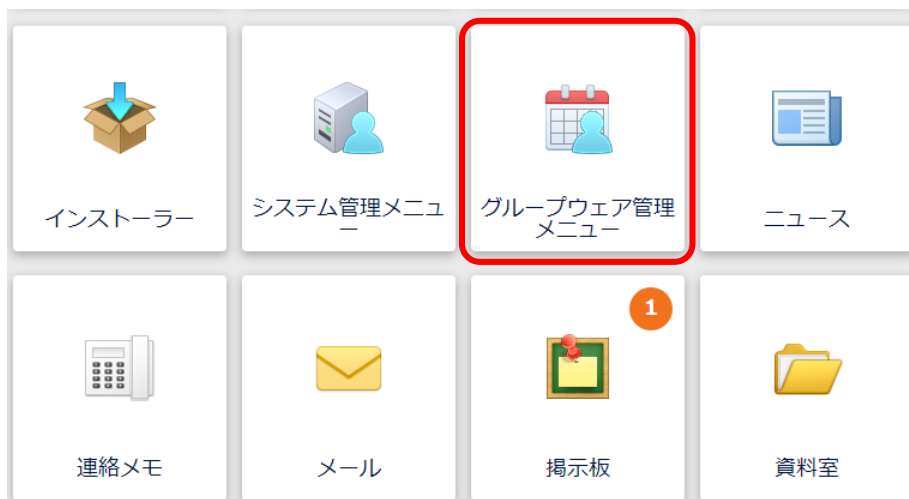 インストーラー
システム管理メニュ
ー
グループウェア管理
メニュー
ニュース
1
連絡メモ
メール
掲示板
資料室